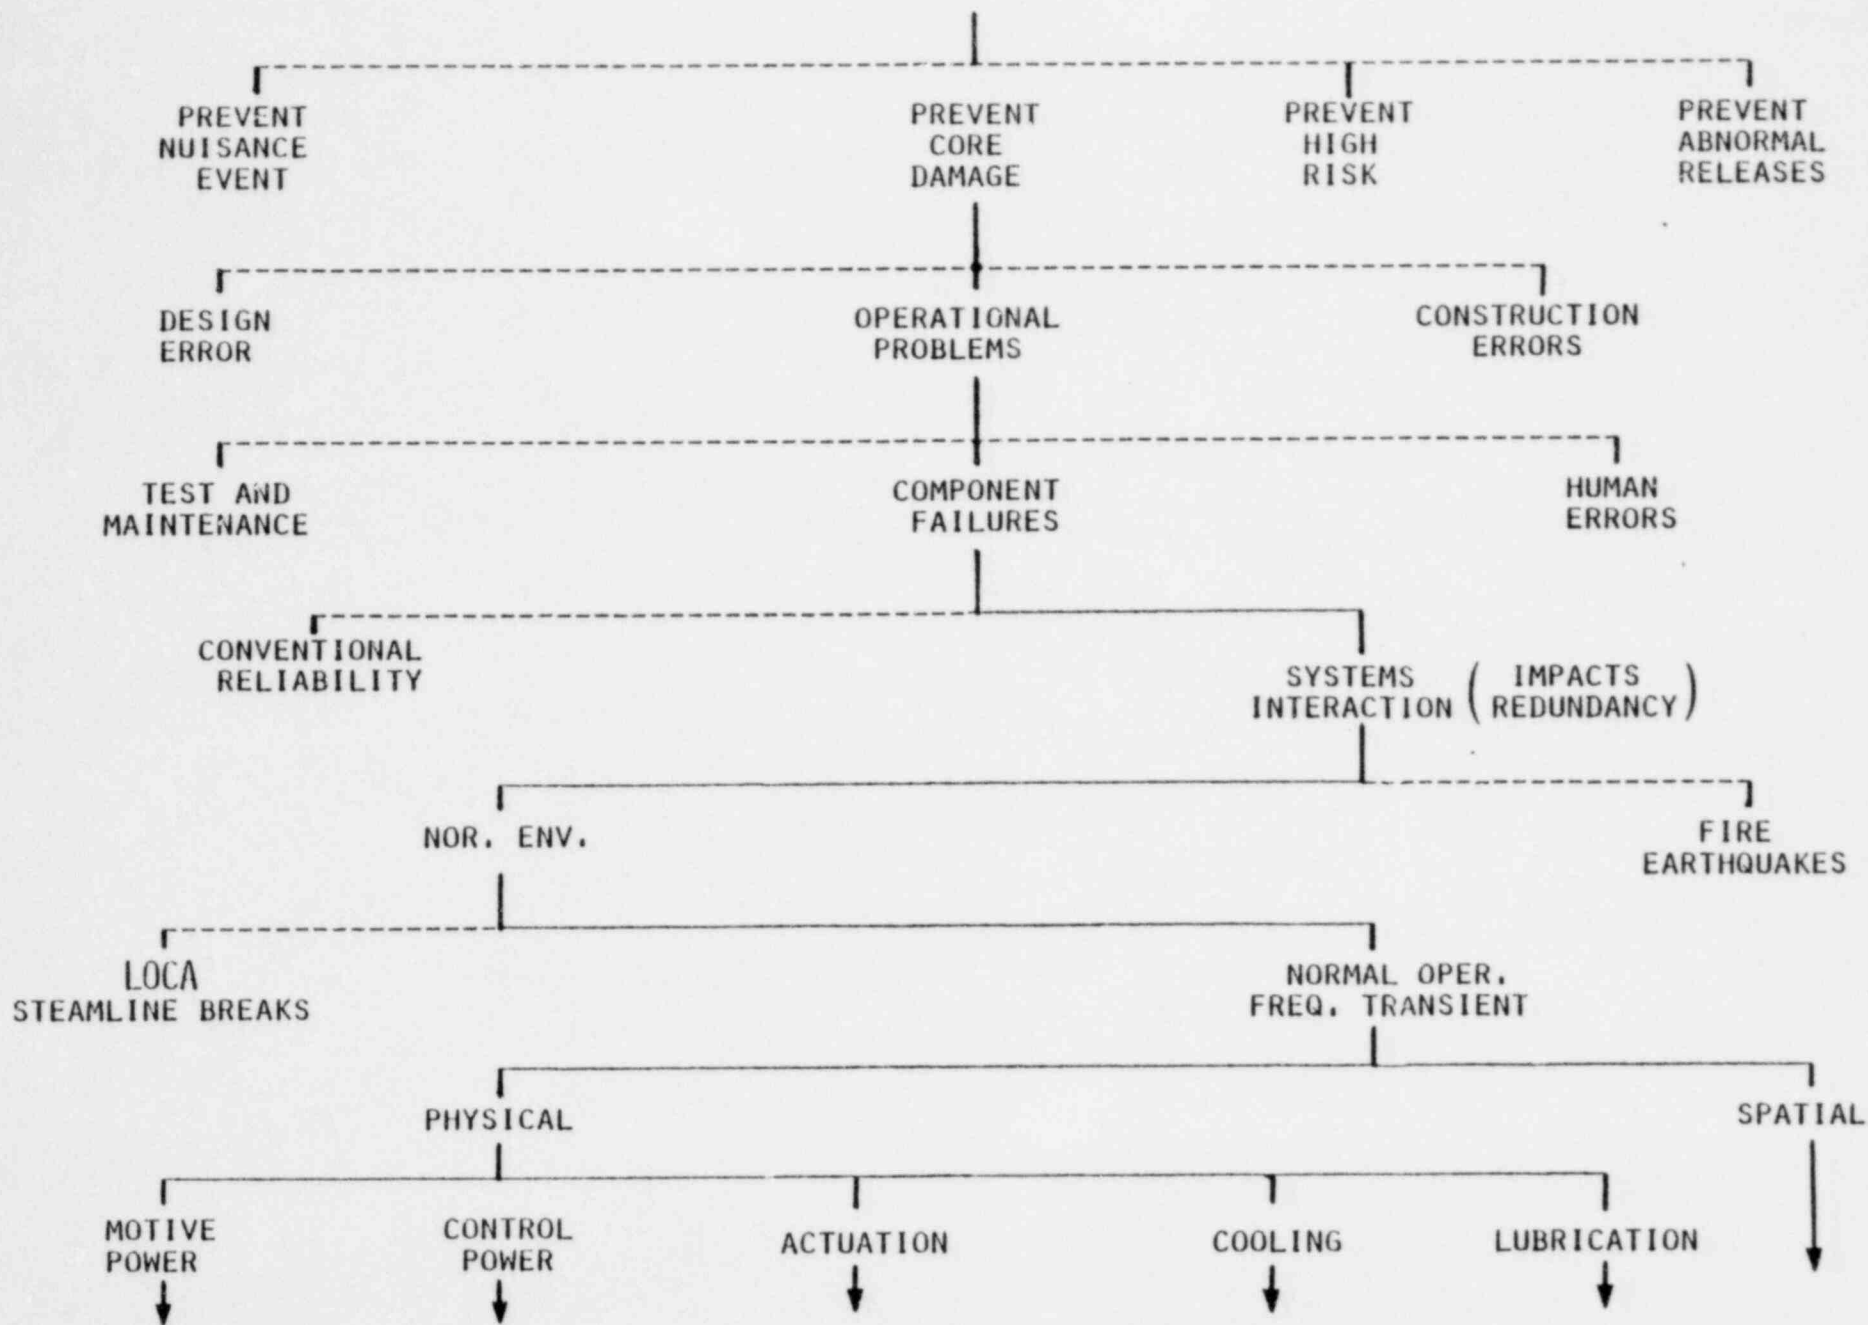 PREVENT
NUISANCE
EVENT
PREVENT
CORE
DAMAGE
PREVENT
HIGH
RISK
PREVENT
ABNORMAL
RELEASES
DESIGN
ERROR
OPERATIONAL
PROBLEMS
CONSTRUCTION
ERRORS
TEST AND
MAINTENANCE
COMPONENT
FAILURES
HUMAN
ERRORS
CONVENTIONAL
RELIABILITY
SYSTEMS
INTERACTION
( IMPACTS
REDUNDANCY )
NOR. ENV.
FIRE
EARTHQUAKES
LOCA
STEAMLINE BREAKS
NORMAL OPER.
FREQ. TRANSIENT
PHYSICAL
SPATIAL
MOTIVE
POWER
CONTROL
POWER
ACTUATION
COOLING
LUBRICATION